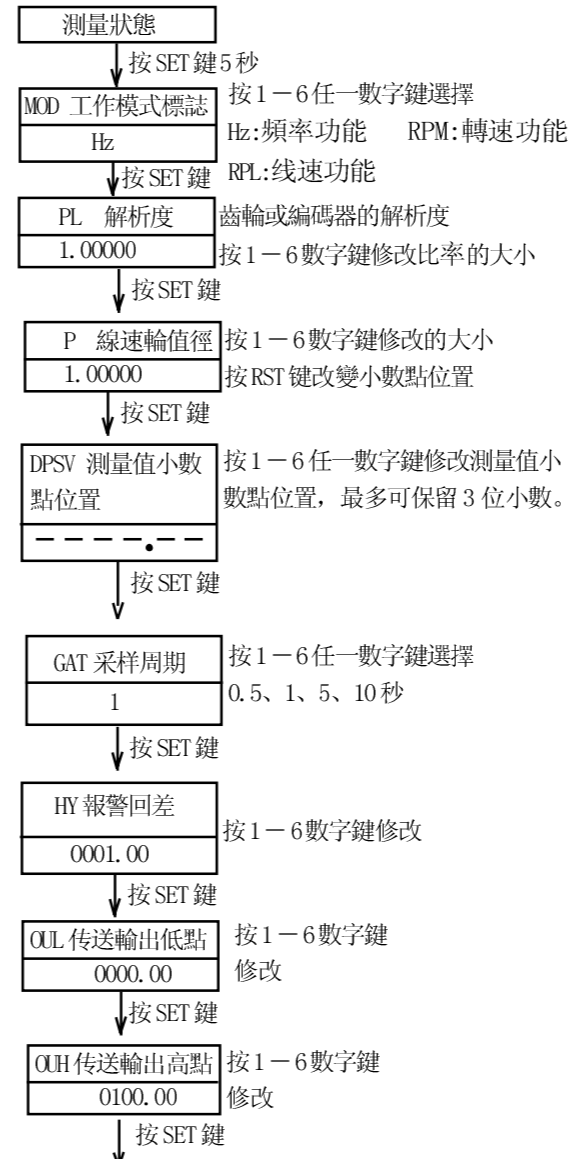 測量狀態
按SET鍵5秒
MOD 工作模式標誌
Hz
按1－6任一數字鍵選擇
Hz:頻率功能 RPM:轉速功能
RPL:线速功能
按SET鍵
PL 解析度
1.00000
齒輪或编碼器的解析度
按1－6數字鍵修改比率的大小
按SET鍵
P 線速輪值徑
1.00000
按1－6數字鍵修改的大小
按RST键改變小數點位置
按SET鍵
DPSV 測量值小數
點位置
－－－－.－－
按1－6任一數字鍵修改測量值小
數點位置，最多可保留3位小數。
按SET鍵
GAT 采样周期
1
按1－6任一數字鍵選擇
0.5、1、5、10秒
按SET鍵
HY報警回差
0001.00
按1－6數字鍵修改
按SET鍵
OUL传送輸出低點
0000.00
按1－6數字鍵
修改
按SET鍵
OUH传送輸出高點
0100.00
按1－6數字鍵
修改
按SET鍵